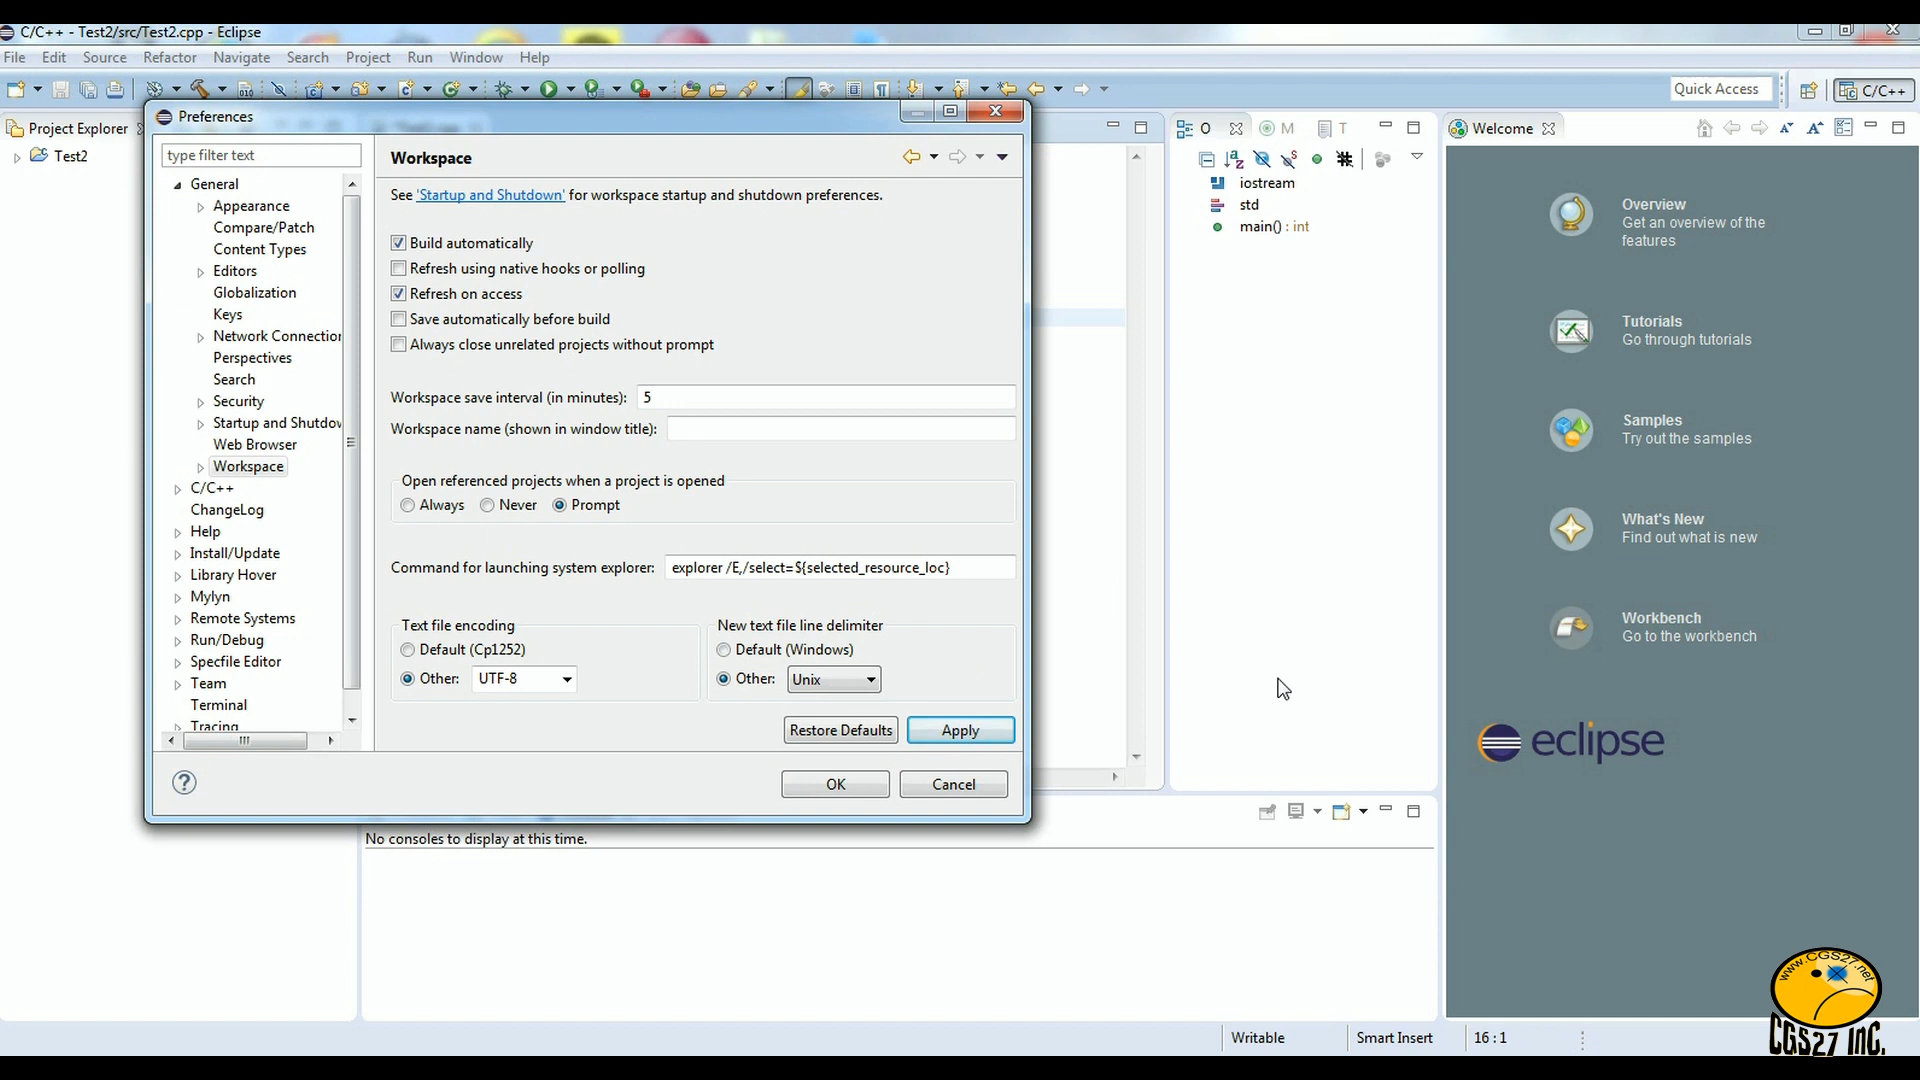 C/C++ - Test2/src/Test2.cpp - Eclipse
File Edit Source Refactor Navigate Search Project Run Window Help
Quick Access
C/C++
Project Explorer
Test2
Preferences
type filter text
General
Appearance
Compare/Patch
Content Types
Editors
Globalization
Keys
Network Connection
Perspectives
Search
Security
Startup and Shutdov
Web Browser
Workspace
C/C++
ChangeLog
Help
Install/Update
Library Hover
Mylyn
Remote Systems
Run/Debug
Specfile Editor
Team
Terminal
Tracing
Workspace
See 'Startup and Shutdown' for workspace startup and shutdown preferences.
Build automatically
Refresh using native hooks or polling
Refresh on access
Save automatically before build
Always close unrelated projects without prompt
Workspace save interval (in minutes): 5
Workspace name (shown in window title):
Open referenced projects when a project is opened
Always Never Prompt
Command for launching system explorer: explorer /E,/select=${selected_resource_loc}
Text file encoding
Default (Cp1252)
Other: UTF-8
New text file line delimiter
Default (Windows)
Other: Unix
Restore Defaults Apply
OK Cancel
O M T
iostream
std
main() : int
Welcome
Overview
Get an overview of the
features
Tutorials
Go through tutorials
Samples
Try out the samples
What's New
Find out what is new
Workbench
Go to the workbench
eclipse
No consoles to display at this time.
Writable Smart Insert 16 : 1
www.CGS27.net
CGS27 INC.